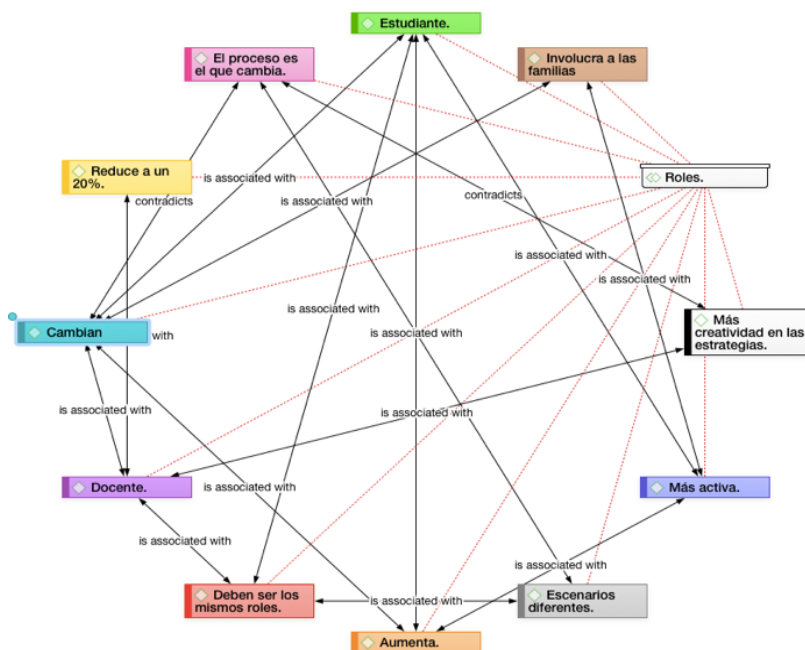 Estudiante.
El proceso es
el que cambia.
Involucra a las
familias
Reduce a un
20%.
is associated with
Roles.
contradicts
contradicts
is associated with
is associated with
is associated with
is associated with
Más
creatividad en las
estrategias.
Cambian
with
is associated with
is associated with
is associated with
Docente.
is associated with
Más activa.
is associated with
is associated with
Deben ser los
mismos roles.
is associated with
Escenarios
diferentes.
Aumenta.